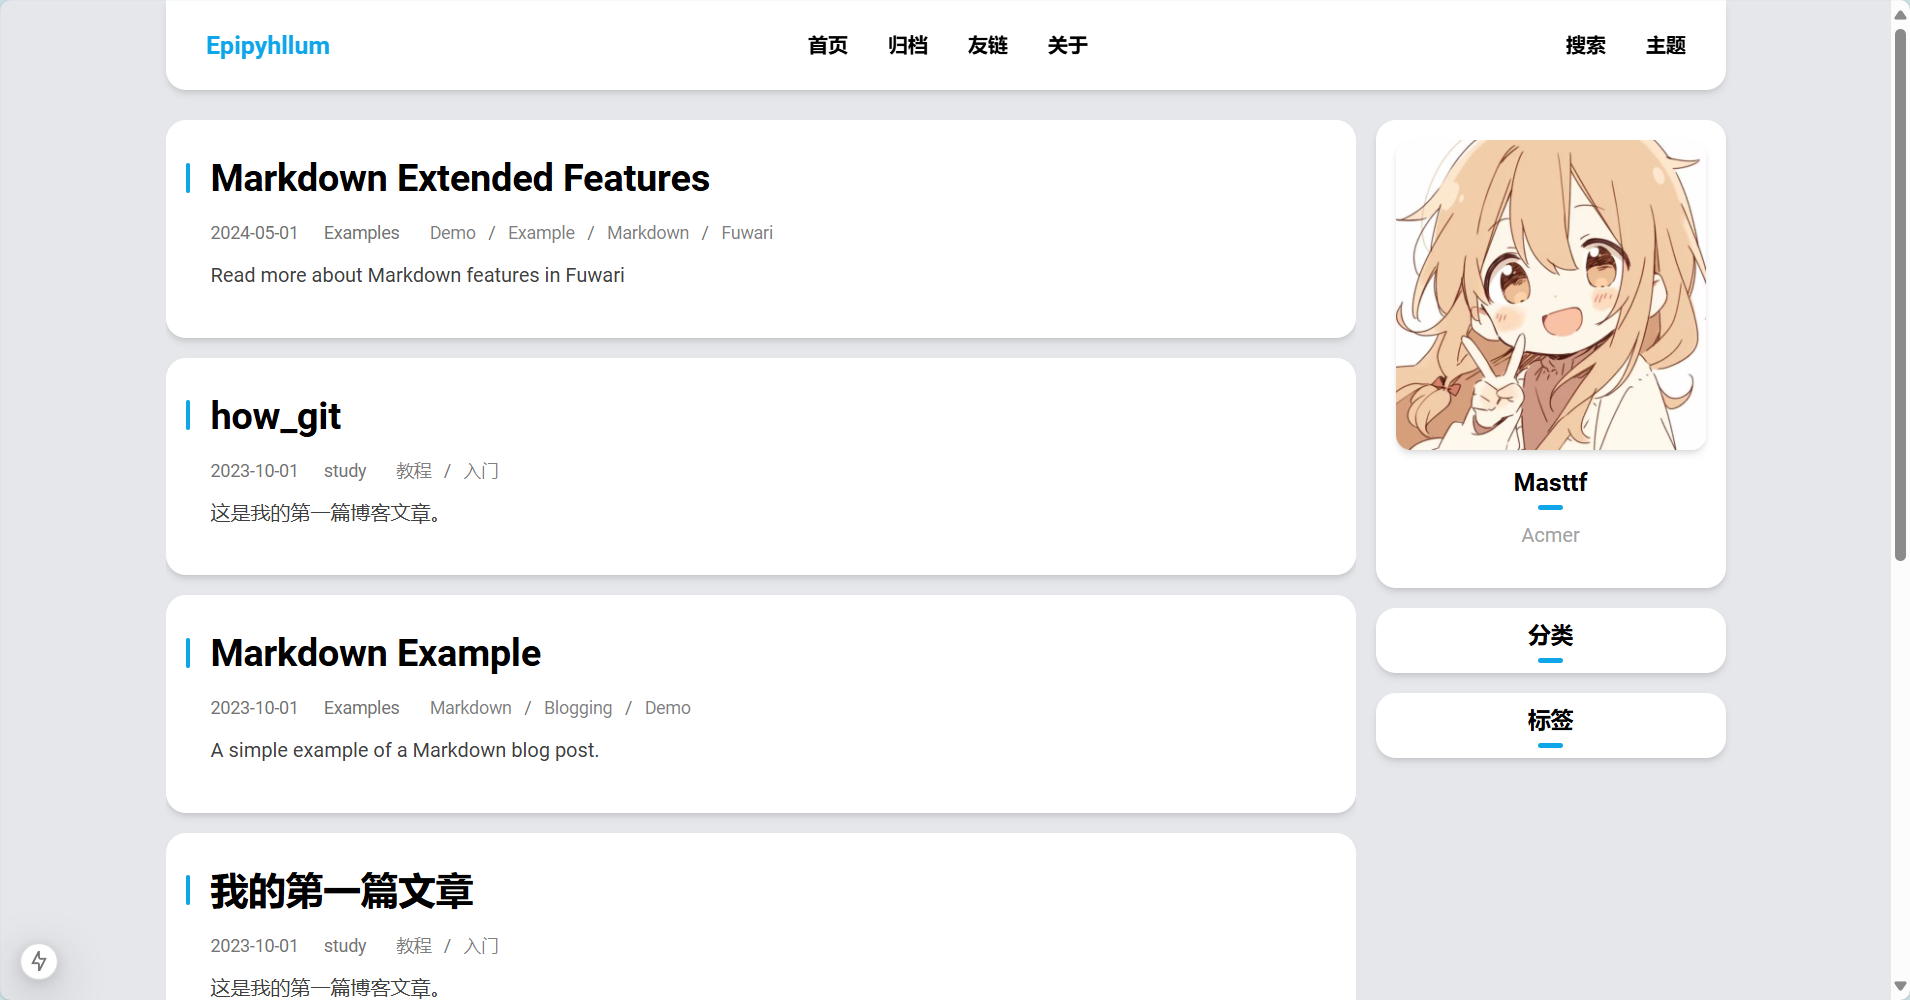 Epipyhllum 首页 归档 友链 关于 搜索 主题
Markdown Extended Features
2024-05-01 Examples Demo / Example / Markdown / Fuwari
Read more about Markdown features in Fuwari
how_git
2023-10-01 study 教程 / 入门
这是我的第一篇博客文章。
Markdown Example
2023-10-01 Examples Markdown / Blogging / Demo
A simple example of a Markdown blog post.
我的第一篇文章
2023-10-01 study 教程 / 入门
这是我的第一篇博客文章。
Masttf
Acmer
分类
标签